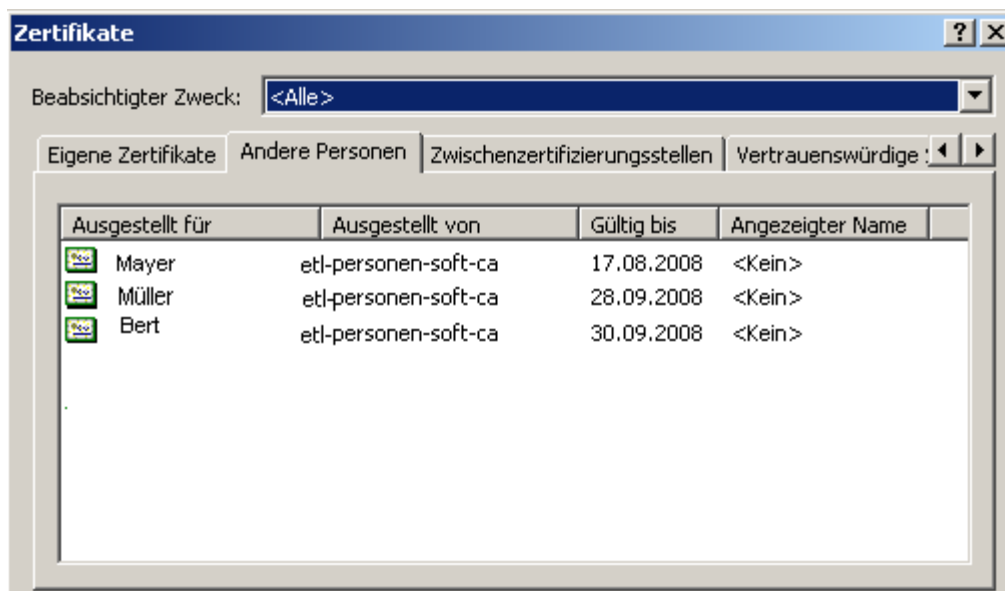 Zertifikate
Beabsichtigter Zweck: <Alle>
Eigene Zertifikate Andere Personen Zwischenzertifizierungsstellen Vertrauenswürdige
Ausgestellt für Ausgestellt von Gültig bis Angezeigter Name
Mayer etl-personen-soft-ca 17.08.2008 <Kein>
Müller etl-personen-soft-ca 28.09.2008 <Kein>
Bert etl-personen-soft-ca 30.09.2008 <Kein>